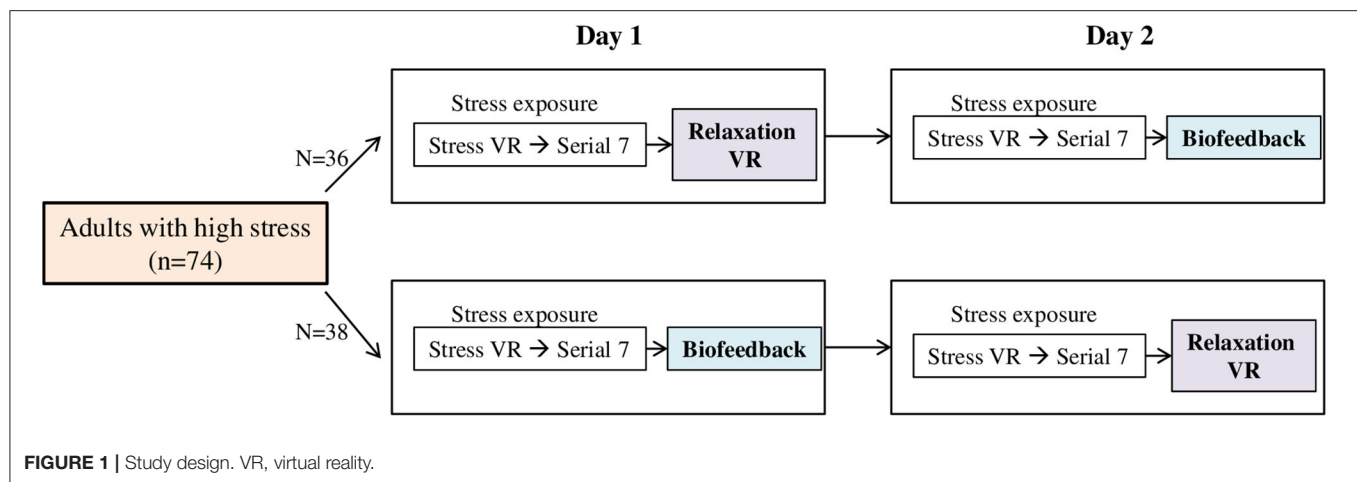 Day 1
Day 2
Stress exposure
Stress VR → Serial 7
Relaxation
VR
Stress exposure
Stress VR → Serial 7
Biofeedback
N=36
Adults with high stress
(n=74)
N=38
Stress exposure
Stress VR → Serial 7
Biofeedback
Stress exposure
Stress VR → Serial 7
Relaxation
VR
FIGURE 1 | Study design. VR, virtual reality.